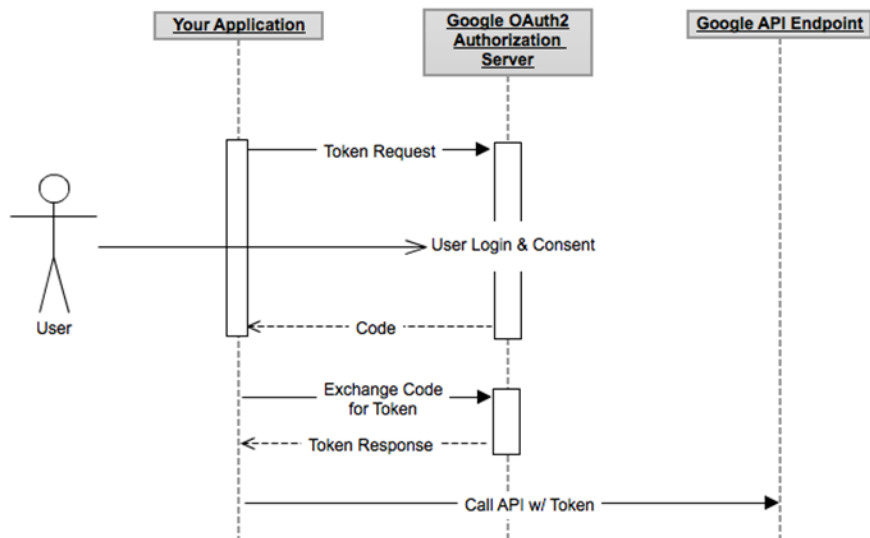 Your Application
Google OAuth2
Authorization
Server
Google API Endpoint
Token Request
User Login & Consent
User
Code
Exchange Code
for Token
Token Response
Call API w/ Token